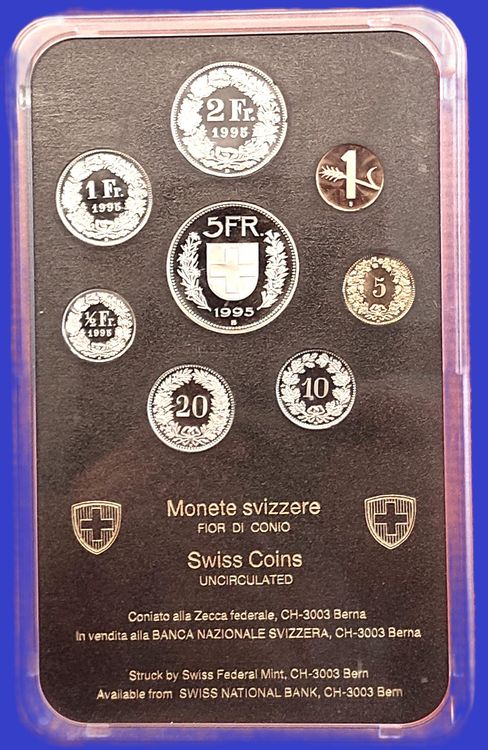 2 Fr.
1995
1 Fr.
1995
1
5 FR.
1995
B
5
½ Fr.
1995
20
10
Monete svizzere
FIOR DI CONIO
Swiss Coins
UNCIRCULATED
Coniato alla Zecca federale, CH-3003 Berna
In vendita alla BANCA NAZIONALE SVIZZERA, CH-3003 Berna
Struck by Swiss Federal Mint, CH-3003 Bern
Available from SWISS NATIONAL BANK, CH-3003 Bern